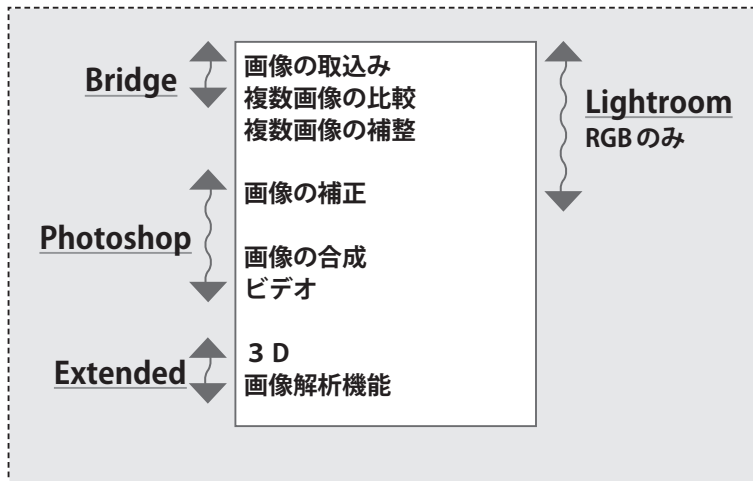 Bridge
画像の取込み
複数画像の比較
複数画像の補整
Lightroom
RGBのみ
Photoshop
画像の補正
画像の合成
ビデオ
Extended
３D
画像解析機能